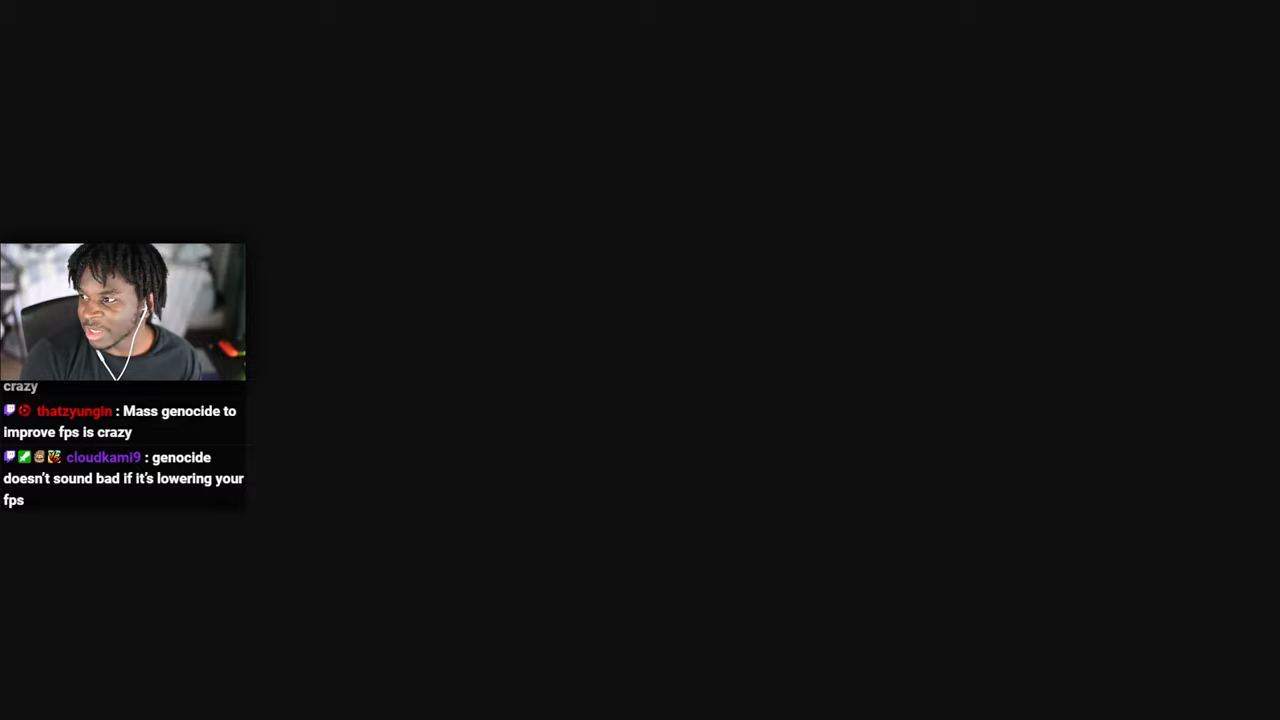 crazy
thatzyungin : Mass genocide to
improve fps is crazy
cloudkami9 : genocide
doesn't sound bad if it's lowering your
fps